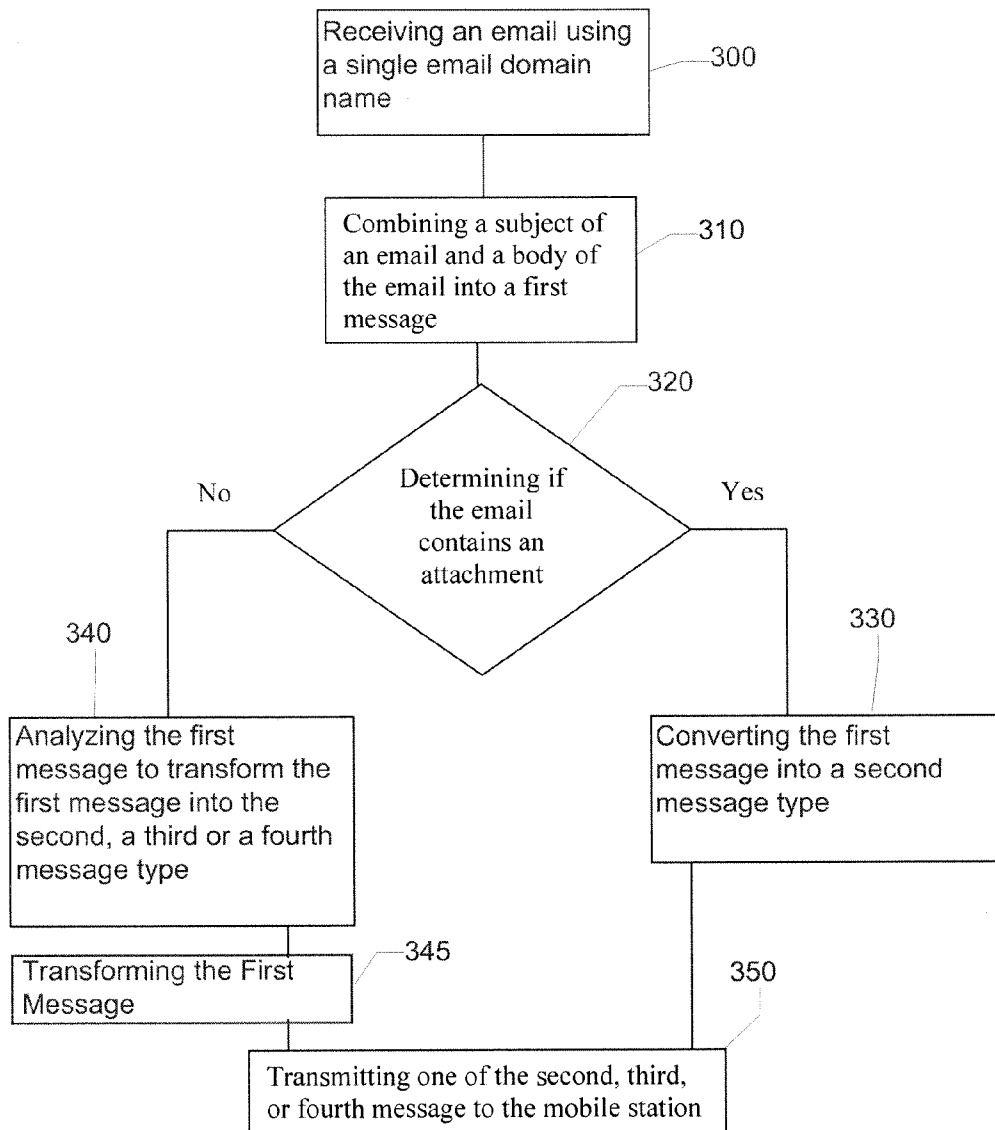 Receiving an email using
a single email domain
name
300
Combining a subject of
an email and a body of
the email into a first
message
310
320
Determining if
the email
contains an
attachment
No
Yes
340
330
Analyzing the first
message to transform the
first message into the
second, a third or a fourth
message type
Converting the first
message into a second
message type
Transforming the First
Message
345
350
Transmitting one of the second, third,
or fourth message to the mobile station